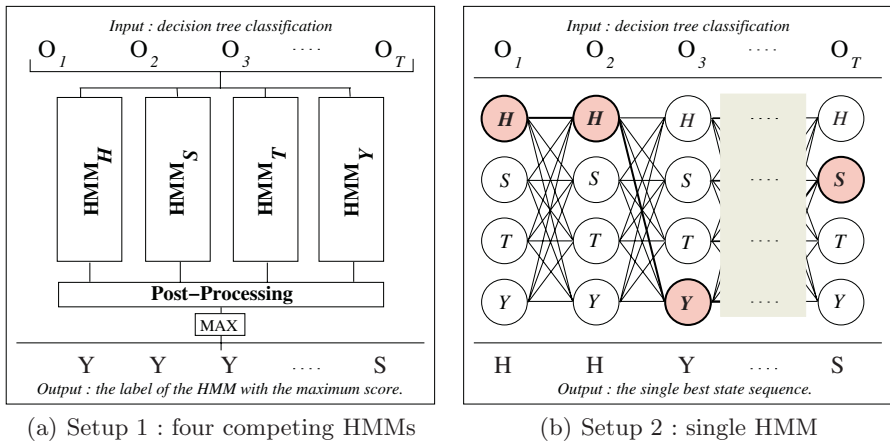 Input : decision tree classification
O1 O2 O3 .... OT
HMMH HMMS HMMT HMMY
Post-Processing
MAX
Y Y Y .... S
Output : the label of the HMM with the maximum score.
(a) Setup 1 : four competing HMMs
Input : decision tree classification
O1 O2 O3 .... OT
H H H .... H
S S S .... S
T T T .... T
Y Y Y .... Y
H H Y .... S
Output : the single best state sequence.
(b) Setup 2 : single HMM